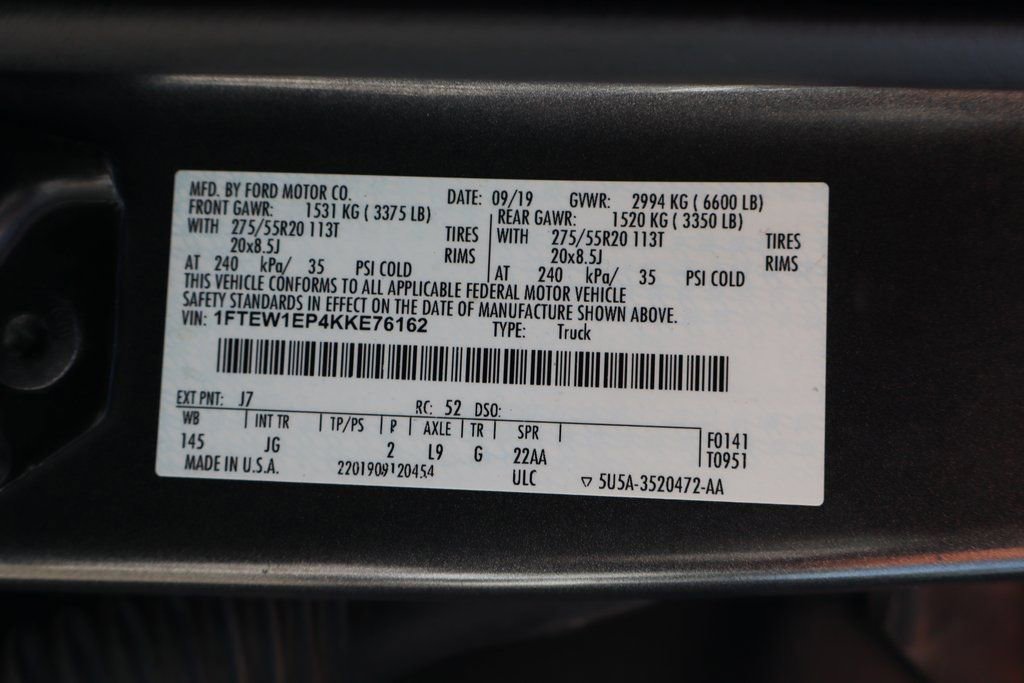 MFD. BY FORD MOTOR CO. DATE: 09/19 GVWR: 2994 KG ( 6600 LB)
FRONT GAWR: 1531 KG ( 3375 LB) REAR GAWR: 1520 KG ( 3350 LB)
WITH 275/55R20 113T TIRES WITH 275/55R20 113T TIRES
20x8.5J RIMS 20x8.5J RIMS
AT 240 kPa/ 35 PSI COLD AT 240 kPa/ 35 PSI COLD
THIS VEHICLE CONFORMS TO ALL APPLICABLE FEDERAL MOTOR VEHICLE
SAFETY STANDARDS IN EFFECT ON THE DATE OF MANUFACTURE SHOWN ABOVE.
VIN: 1FTEW1EP4KKE76162 TYPE: Truck
EXT PNT: J7 RC: 52 DSO:
WB INT TR TP/PS P AXLE TR SPR F0141
145 JG 2 L9 G 22AA T0951
MADE IN U.S.A. 2201909120454 ULC ▽ 5U5A-3520472-AA